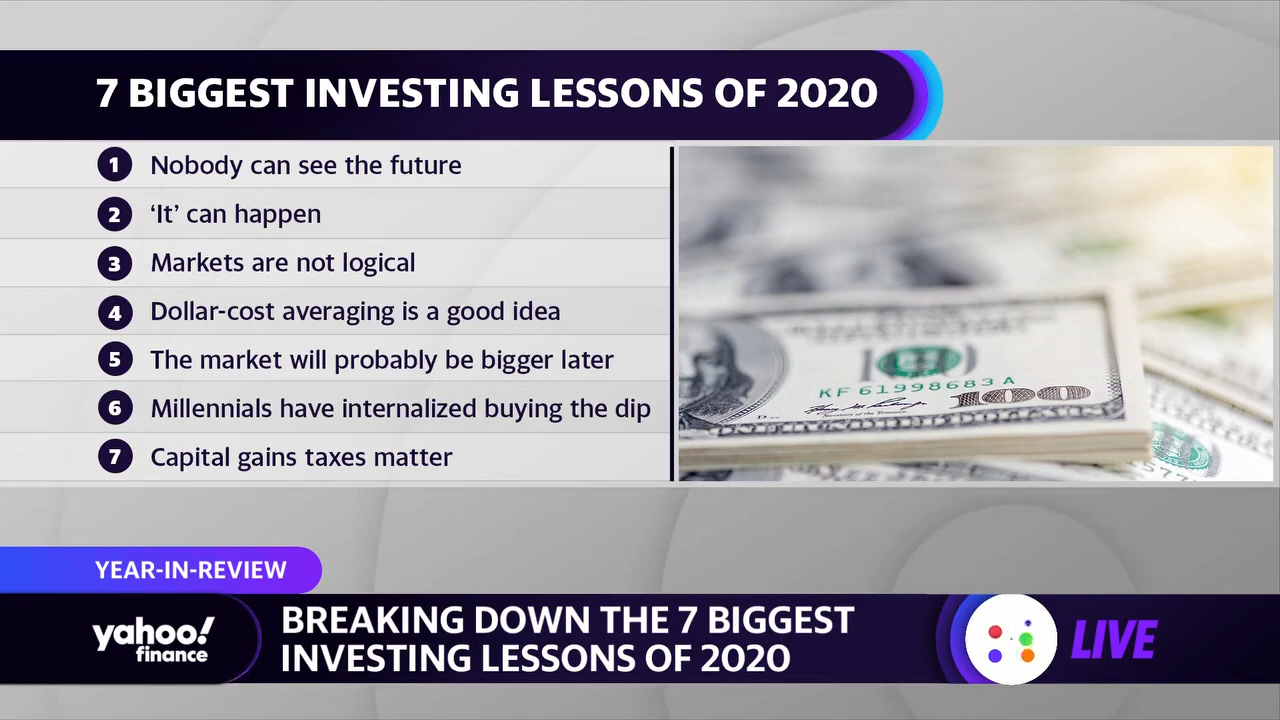 7 BIGGEST INVESTING LESSONS OF 2020
1 Nobody can see the future
2 ‘It’ can happen
3 Markets are not logical
4 Dollar-cost averaging is a good idea
5 The market will probably be bigger later
6 Millennials have internalized buying the dip
7 Capital gains taxes matter
KF 61998683 A
100
YEAR-IN-REVIEW
yahoo!
finance
BREAKING DOWN THE 7 BIGGEST
INVESTING LESSONS OF 2020
LIVE